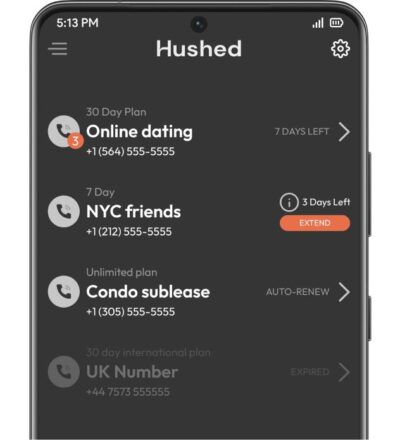 5:13 PM
Hushed
30 Day Plan
Online dating
7 DAYS LEFT
3
+1 (564) 555-5555
7 Day
NYC friends
3 Days Left
+1 (212) 555-5555
EXTEND
Unlimited plan
Condo sublease
AUTO-RENEW
+1 (305) 555-5555
30 day international plan
UK Number
EXPIRED
+44 7573 555555